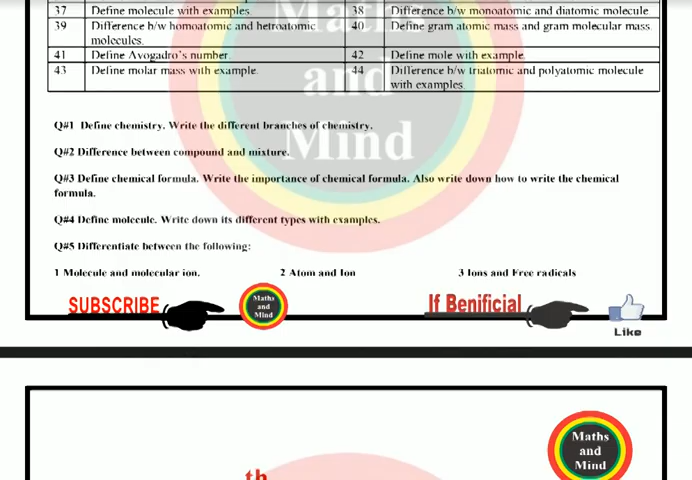 37 Define molecule with examples. 38 Difference b/w monoatomic and diatomic molecule
39 Difference b/w homoatomic and hetroatomic molecules. 40 Define gram atomic mass and gram molecular mass.
41 Define Avogadro's number. 42 Define mole with example.
43 Define molar mass with example. 44 Difference b/w triatomic and polyatomic molecule with examples.
and
Mind
Q#1 Define chemistry. Write the different branches of chemistry.
Q#2 Difference between compound and mixture.
Q#3 Define chemical formula. Write the importance of chemical formula. Also write down how to write the chemical
formula.
Q#4 Define molecule. Write down its different types with examples.
Q#5 Differentiate between the following:
1 Molecule and molecular ion. 2 Atom and Ion 3 Ions and Free radicals
SUBSCRIBE
Maths
and
Mind
If Benificial
Like
Maths
and
Mind
th